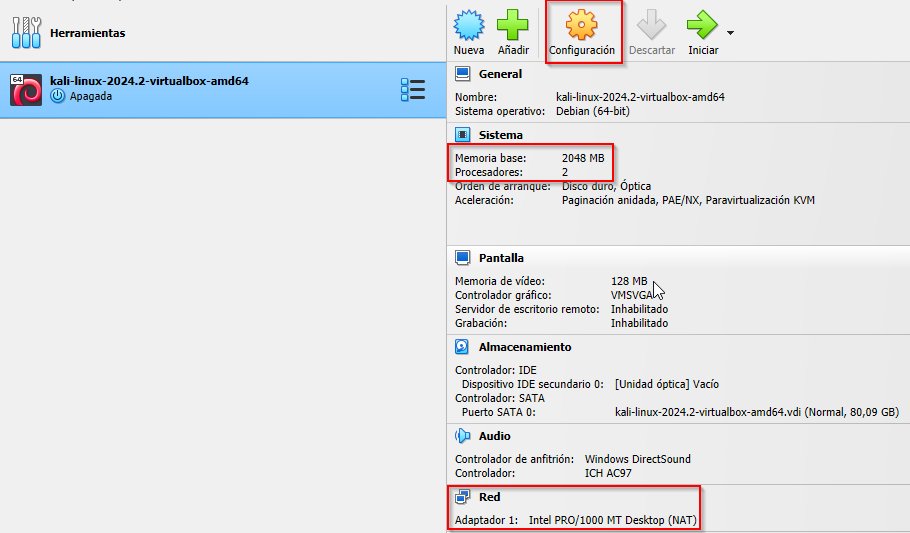 Herramientas
Nueva Añadir Configuración Descartar Iniciar
64
kali-linux-2024.2-virtualbox-amd64
Apagada
General
Nombre: kali-linux-2024.2-virtualbox-amd64
Sistema operativo: Debian (64-bit)
Sistema
Memoria base: 2048 MB
Procesadores: 2
Orden de arranque: Disco duro, Óptica
Aceleración: Paginación anidada, PAE/NX, Paravirtualización KVM
Pantalla
Memoria de vídeo: 128 MB
Controlador gráfico: VMSVGA
Servidor de escritorio remoto: Inhabilitado
Grabación: Inhabilitado
Almacenamiento
Controlador: IDE
Dispositivo IDE secundario 0: [Unidad óptica] Vacío
Controlador: SATA
Puerto SATA 0: kali-linux-2024.2-virtualbox-amd64.vdi (Normal, 80,09 GB)
Audio
Controlador de anfitrión: Windows DirectSound
Controlador: ICH AC97
Red
Adaptador 1: Intel PRO/1000 MT Desktop (NAT)